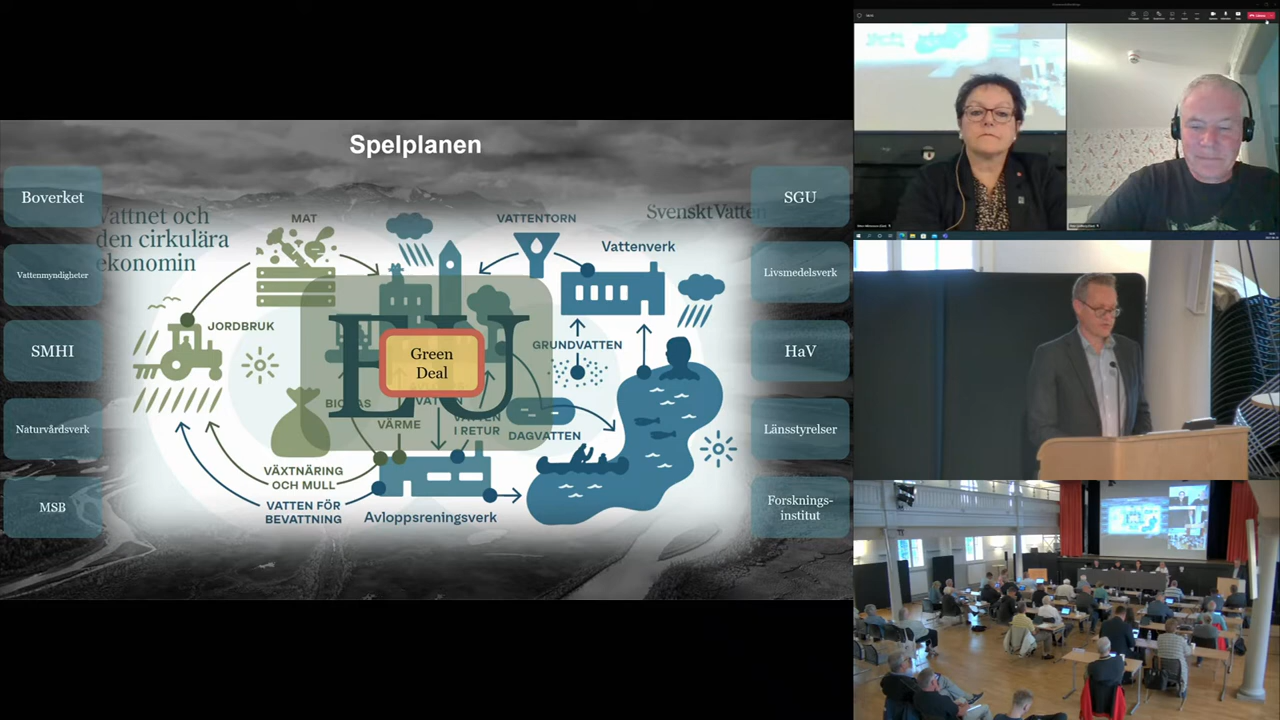 Spelplanen
Boverket
Vattenmyndigheter
SMHI
Naturvårdsverk
MSB
Vattnet och
den cirkulära
ekonomin
MAT
VATTENTORN
Svenskt Vatten
Vattenverk
JORDBRUK
GRUNDVATTEN
EU
Green
Deal
BIOGAS
VATTEN
VÄRME
VATTEN
I RETUR
DAGVATTEN
VÄXTNÄRING
OCH MULL
VATTEN FÖR
BEVATTNING
Avloppsreningsverk
SGU
Livsmedelsverk
HaV
Länsstyrelser
Forsknings-
institut